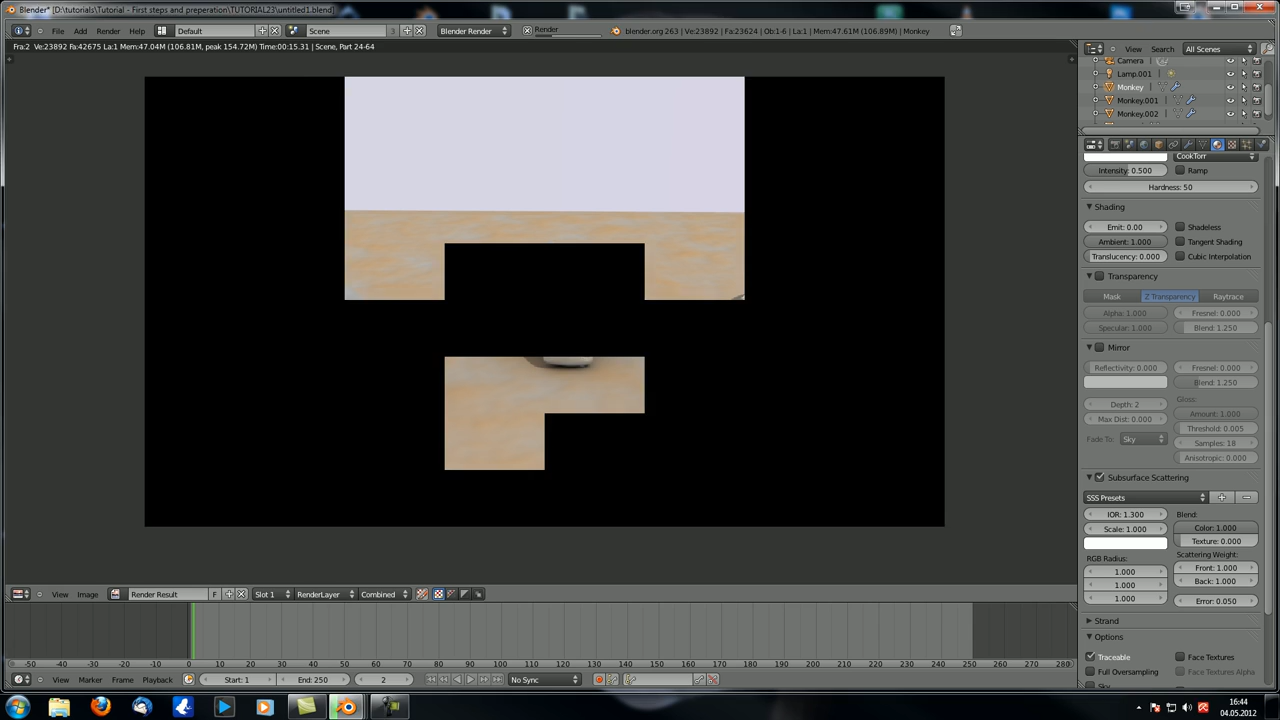 Blender* [D:\tutorials\Tutorial - First steps and preperation\TUTORIAL23\untitled1.blend]
File Add Render Window Help Default Scene 3 F Blender Render Render blender.org 263 | Ve:23892 | Fa:23624 | Ob:1-6 | La:1 | Mem:47.61M (106.89M) | Monkey
View Search All Scenes
Fra:2 Ve:23892 Fa:42675 La:1 Mem:47.04M (106.81M, peak 154.72M) Time:00:15.31 | Scene, Part 24-64
Camera
Lamp.001
Monkey
Monkey.001
Monkey.002
CookTorr
Intensity: 0.500 Ramp
Hardness: 50
Shading
Emit: 0.00 Shadeless
Ambient: 1.000 Tangent Shading
Translucency: 0.000 Cubic Interpolation
Transparency
Mask Z Transparency Raytrace
Alpha: 1.000 Fresnel: 0.000
Specular: 1.000 Blend: 1.250
Mirror
Reflectivity: 0.000 Fresnel: 0.000
Blend: 1.250
Depth: 2 Gloss:
Max Dist: 0.000 Amount: 1.000
Threshold: 0.005
Fade To: Sky Samples: 18
Anisotropic: 0.000
Subsurface Scattering
SSS Presets
IOR: 1.300 Blend:
Scale: 1.000 Color: 1.000
Texture: 0.000
RGB Radius: Scattering Weight:
1.000 Front: 1.000
1.000 Back: 1.000
1.000 Error: 0.050
Strand
Options
Traceable Face Textures
Full Oversampling Face Textures Alpha
Sky
View Image Render Result F Slot 1 RenderLayer Combined
-50 -40 -30 -20 -10 0 10 20 30 40 50 60 70 80 90 100 110 120 130 140 150 160 170 180 190 200 210 220 230 240 250 260 270 280
View Marker Frame Playback Start: 1 End: 250 2 No Sync
16:44
04.05.2012